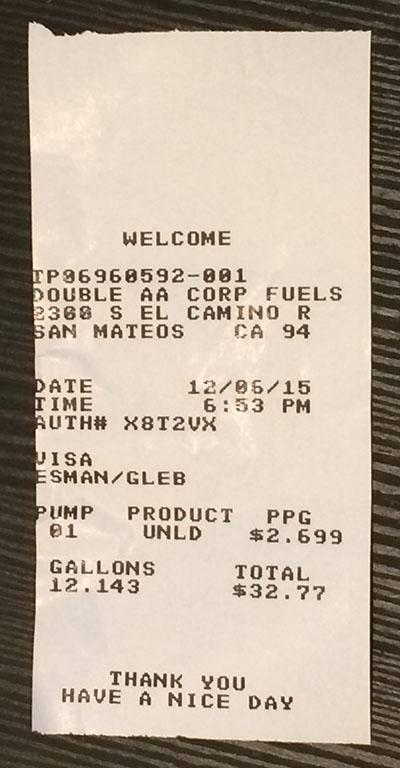 WELCOME
TP06960592-001
DOUBLE AA CORP FUELS
2300 S EL CAMINO R
SAN MATEOS CA 94
DATE 12/06/15
TIME 6:53 PM
AUTH# X8T2VX
VISA
ESMAN/GLEB
PUMP PRODUCT PPG
01 UNLD $2.699
GALLONS TOTAL
12.143 $32.77
THANK YOU
HAVE A NICE DAY